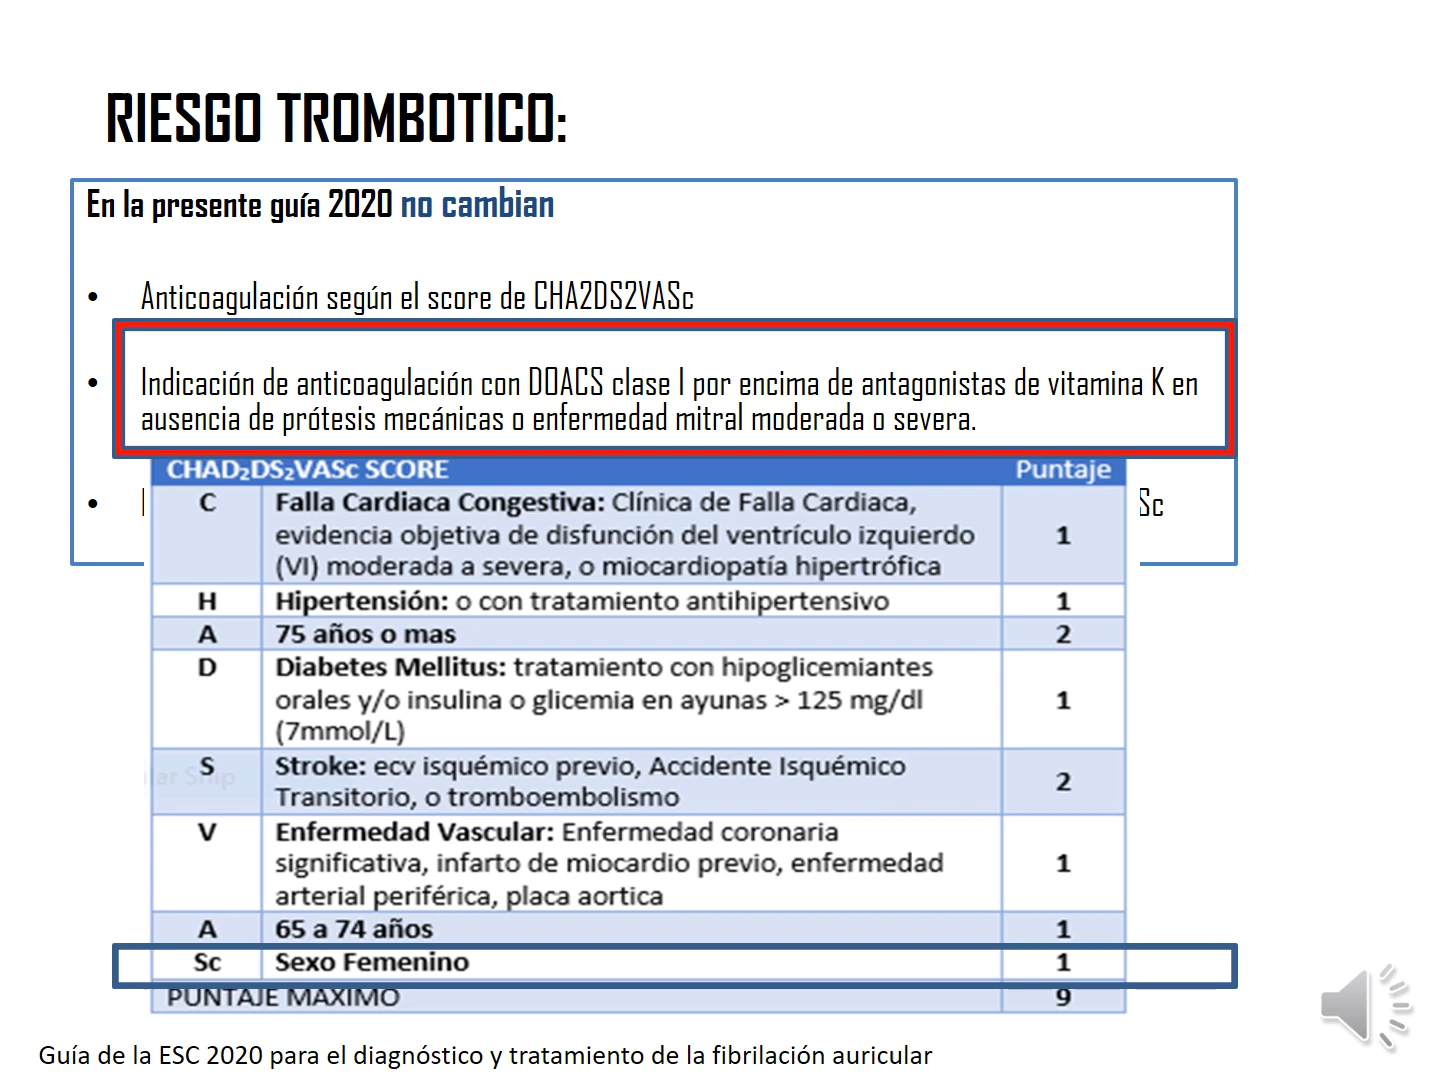 RIESGO TROMBOTICO:
En la presente guía 2020 no cambian
• Anticoagulación según el score de CHA2DS2VASc
• Indicación de anticoagulación con DOACS clase I por encima de antagonistas de vitamina K en
ausencia de prótesis mecánicas o enfermedad mitral moderada o severa.
CHAD₂DS₂VASc SCORE Puntaje
• Sc
C Falla Cardiaca Congestiva: Clínica de Falla Cardiaca,
evidencia objetiva de disfunción del ventrículo izquierdo 1
(VI) moderada a severa, o miocardiopatía hipertrófica
H Hipertensión: o con tratamiento antihipertensivo 1
A 75 años o mas 2
D Diabetes Mellitus: tratamiento con hipoglicemiantes
orales y/o insulina o glicemia en ayunas > 125 mg/dl 1
(7mmol/L)
S Stroke: ecv isquémico previo, Accidente Isquémico
Transitorio, o tromboembolismo 2
V Enfermedad Vascular: Enfermedad coronaria
significativa, infarto de miocardio previo, enfermedad 1
arterial periférica, placa aortica
A 65 a 74 años 1
Sc Sexo Femenino 1
PUNTAJE MAXIMO 9
Guía de la ESC 2020 para el diagnóstico y tratamiento de la fibrilación auricular